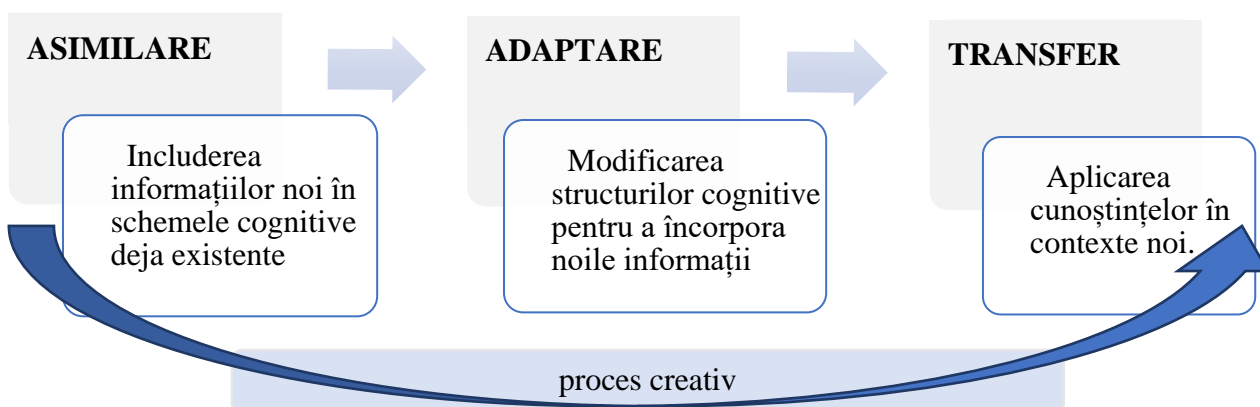 ASIMILARE
Includerea
informațiilor noi în
schemele cognitive
deja existente
ADAPTARE
Modificarea
structurilor cognitive
pentru a încorpora
noile informații
TRANSFER
Aplicarea
cunoștințelor în
contexte noi.
proces creativ